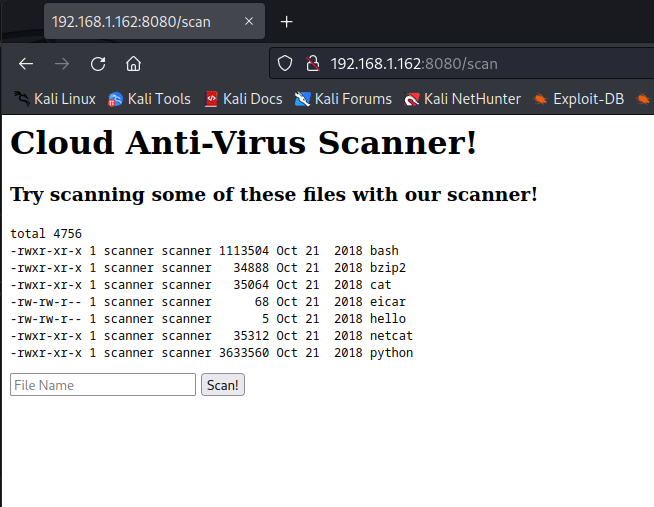 192.168.1.162:8080/scan
192.168.1.162:8080/scan
Kali Linux Kali Tools Kali Docs Kali Forums Kali NetHunter Exploit-DB
Cloud Anti-Virus Scanner!
Try scanning some of these files with our scanner!
total 4756
-rwxr-xr-x 1 scanner scanner 1113504 Oct 21  2018 bash
-rwxr-xr-x 1 scanner scanner   34888 Oct 21  2018 bzip2
-rwxr-xr-x 1 scanner scanner   35064 Oct 21  2018 cat
-rw-rw-r-- 1 scanner scanner      68 Oct 21  2018 eicar
-rw-rw-r-- 1 scanner scanner       5 Oct 21  2018 hello
-rwxr-xr-x 1 scanner scanner   35312 Oct 21  2018 netcat
-rwxr-xr-x 1 scanner scanner 3633560 Oct 21  2018 python
File Name Scan!